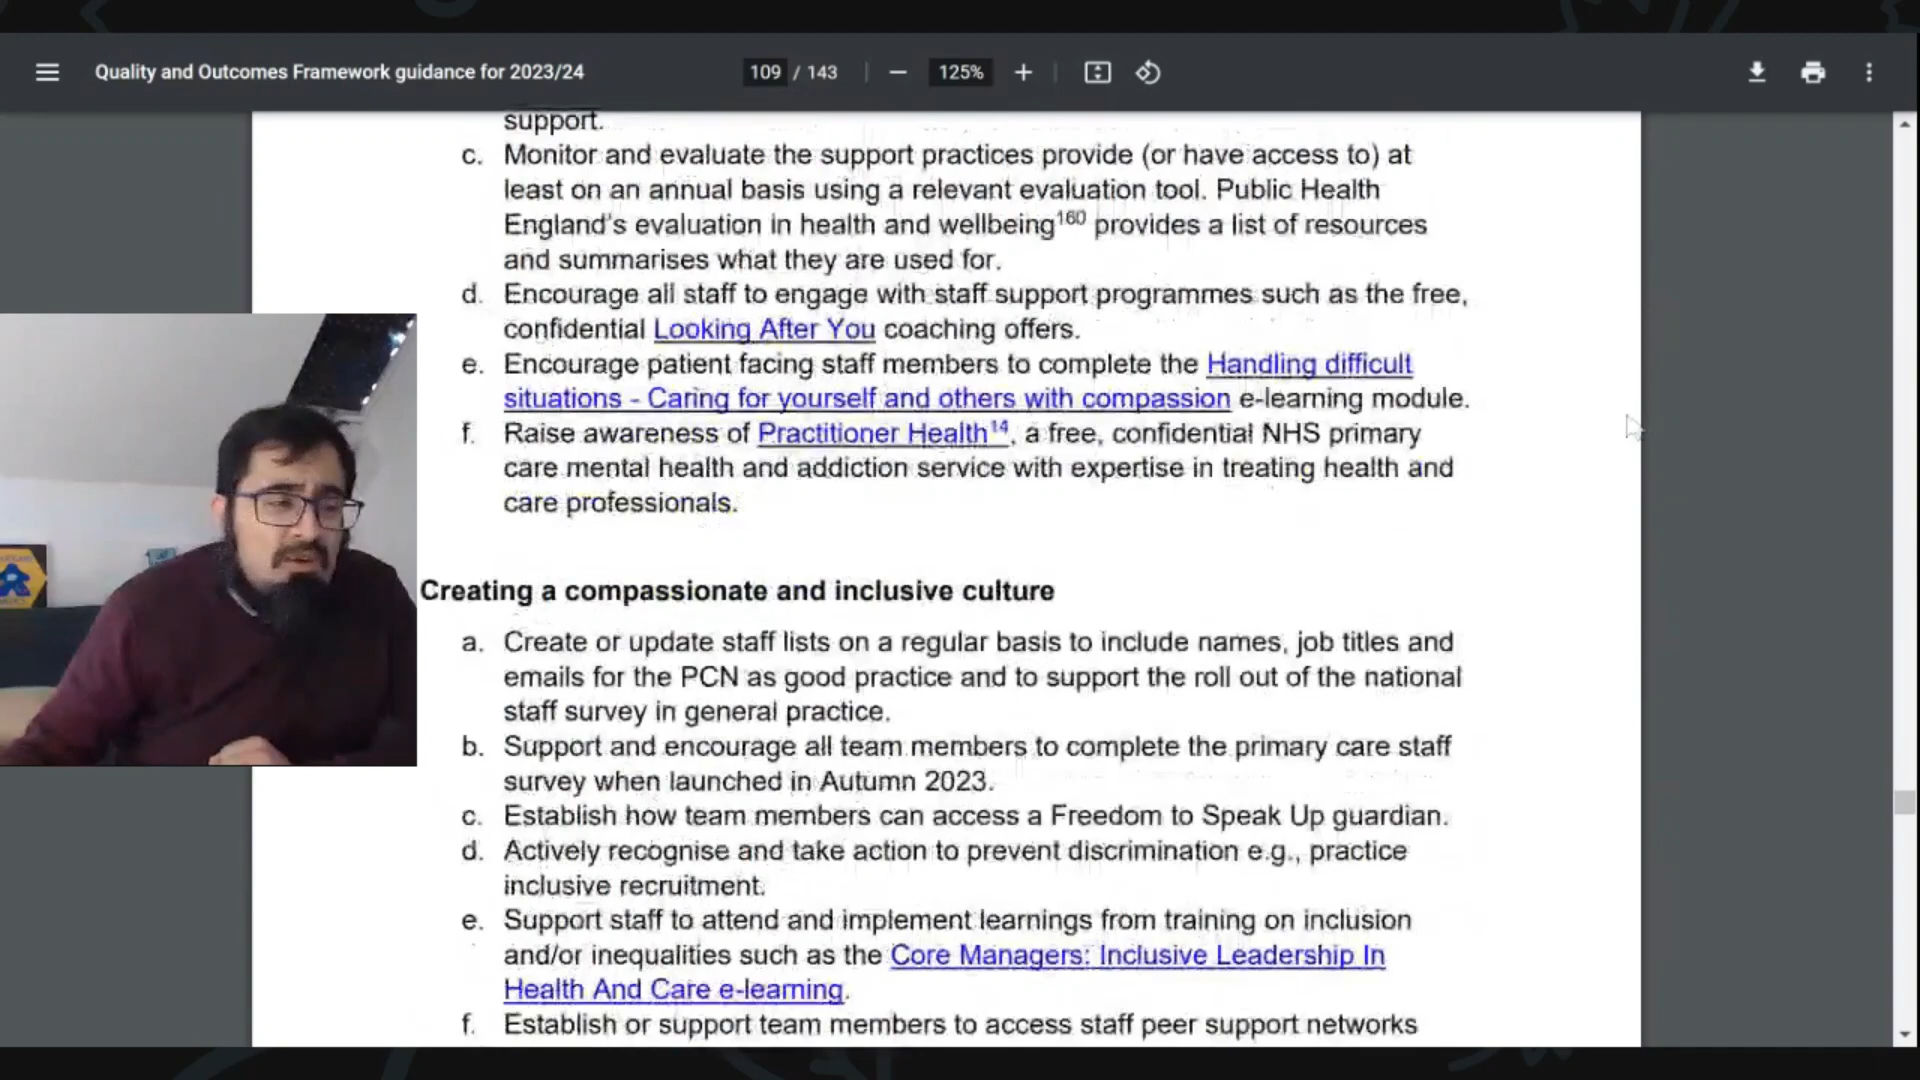 Quality and Outcomes Framework guidance for 2023/24
109 / 143
125%
support.
c. Monitor and evaluate the support practices provide (or have access to) at
least on an annual basis using a relevant evaluation tool. Public Health
England's evaluation in health and wellbeing160 provides a list of resources
and summarises what they are used for.
d. Encourage all staff to engage with staff support programmes such as the free,
confidential Looking After You coaching offers.
e. Encourage patient facing staff members to complete the Handling difficult
situations - Caring for yourself and others with compassion e-learning module.
f. Raise awareness of Practitioner Health14, a free, confidential NHS primary
care mental health and addiction service with expertise in treating health and
care professionals.
Creating a compassionate and inclusive culture
a. Create or update staff lists on a regular basis to include names, job titles and
emails for the PCN as good practice and to support the roll out of the national
staff survey in general practice.
b. Support and encourage all team members to complete the primary care staff
survey when launched in Autumn 2023.
c. Establish how team members can access a Freedom to Speak Up guardian.
d. Actively recognise and take action to prevent discrimination e.g., practice
inclusive recruitment.
e. Support staff to attend and implement learnings from training on inclusion
and/or inequalities such as the Core Managers: Inclusive Leadership In
Health And Care e-learning.
f. Establish or support team members to access staff peer support networks